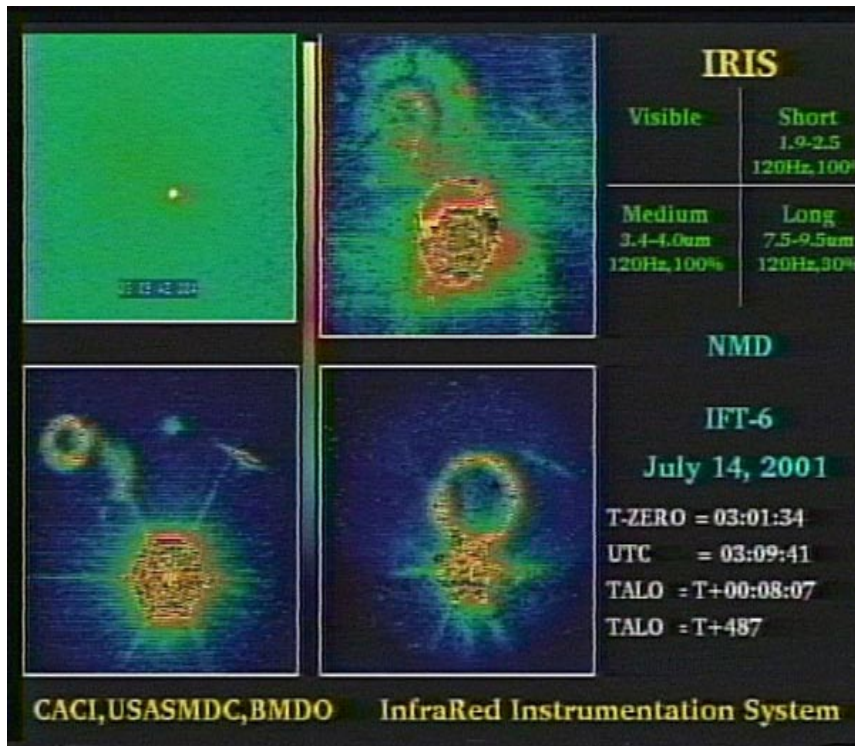 IRIS
Visible
Short
1.9-2.5
120Hz,100%
Medium
3.4-4.0um
120Hz,100%
Long
7.5-9.5um
120Hz,30%
NMD
IFT-6
July 14, 2001
T-ZERO = 03:01:34
UTC = 03:09:41
TALO = T+00:08:07
TALO = T+487
CACI,USASMDC,BMDO InfraRed Instrumentation System